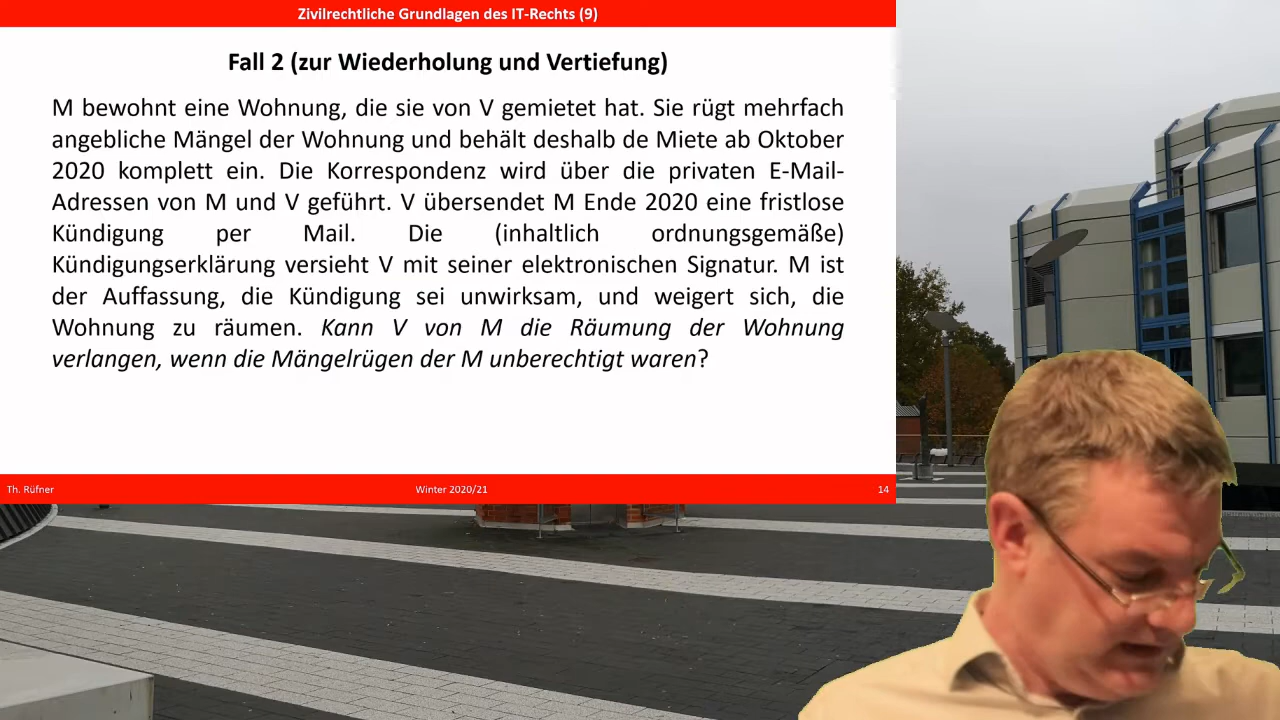 Zivilrechtliche Grundlagen des IT-Rechts (9)
Fall 2 (zur Wiederholung und Vertiefung)
M bewohnt eine Wohnung, die sie von V gemietet hat. Sie rügt mehrfach
angebliche Mängel der Wohnung und behält deshalb de Miete ab Oktober
2020 komplett ein. Die Korrespondenz wird über die privaten E-Mail-
Adressen von M und V geführt. V übersendet M Ende 2020 eine fristlose
Kündigung per Mail. Die (inhaltlich ordnungsgemäße)
Kündigungserklärung versieht V mit seiner elektronischen Signatur. M ist
der Auffassung, die Kündigung sei unwirksam, und weigert sich, die
Wohnung zu räumen. Kann V von M die Räumung der Wohnung
verlangen, wenn die Mängelrügen der M unberechtigt waren?
Th. Rüfner
Winter 2020/21
14